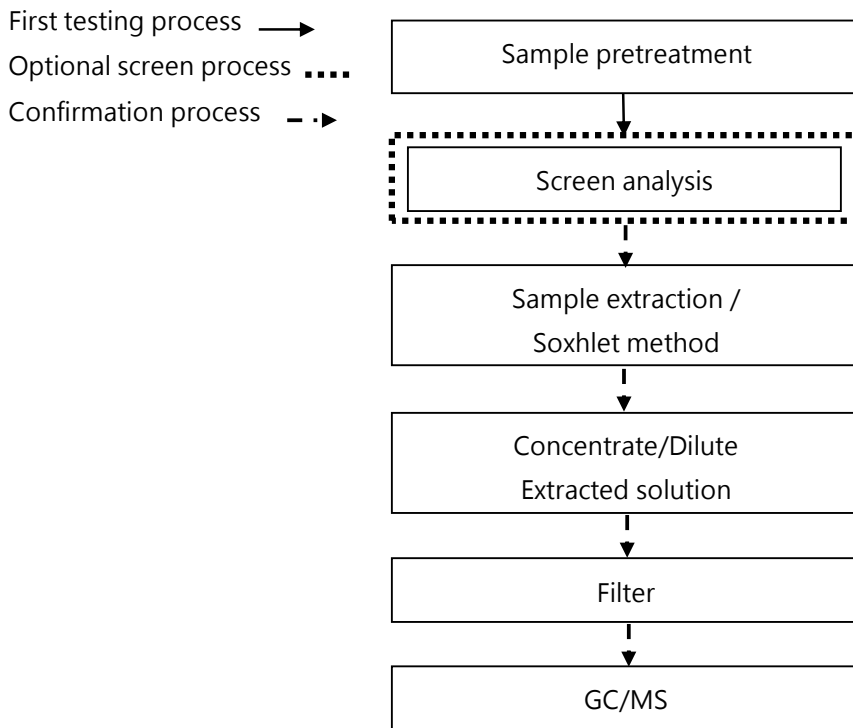 First testing process
Optional screen process
Confirmation process
Sample pretreatment
Screen analysis
Sample extraction /
Soxhlet method
Concentrate/Dilute
Extracted solution
Filter
GC/MS